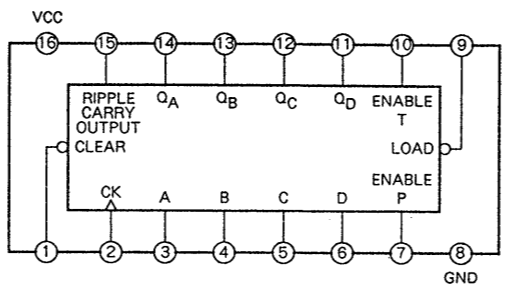 VCC
16 15 14 13 12 11 10 9
RIPPLE CARRY OUTPUT
QA QB QC QD
ENABLE T
CLEAR
LOAD
ENABLE P
CK A B C D
1 2 3 4 5 6 7 8
GND